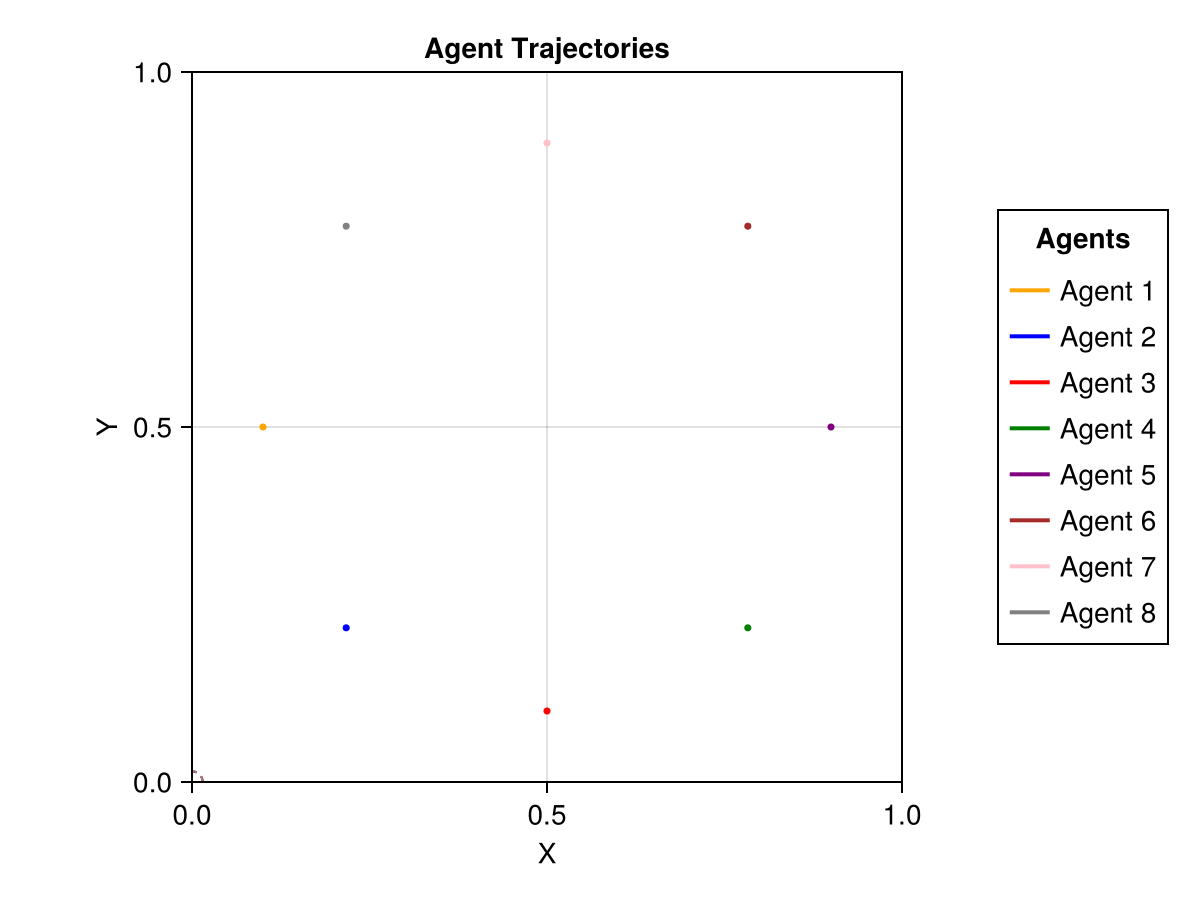 Agent Trajectories
1.0
0.5
0.0
Y
0.0
0.5
1.0
X
Agents
Agent 1
Agent 2
Agent 3
Agent 4
Agent 5
Agent 6
Agent 7
Agent 8